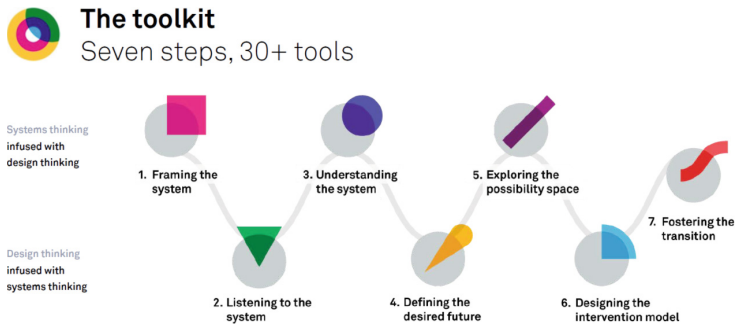 The toolkit
Seven steps, 30+ tools
Systems thinking
infused with
design thinking
1. Framing the
system
3. Understanding
the system
5. Exploring the
possibility space
7. Fostering the
transition
Design thinking
infused with
systems thinking
2. Listening to the
system
4. Defining the
desired future
6. Designing the
intervention model